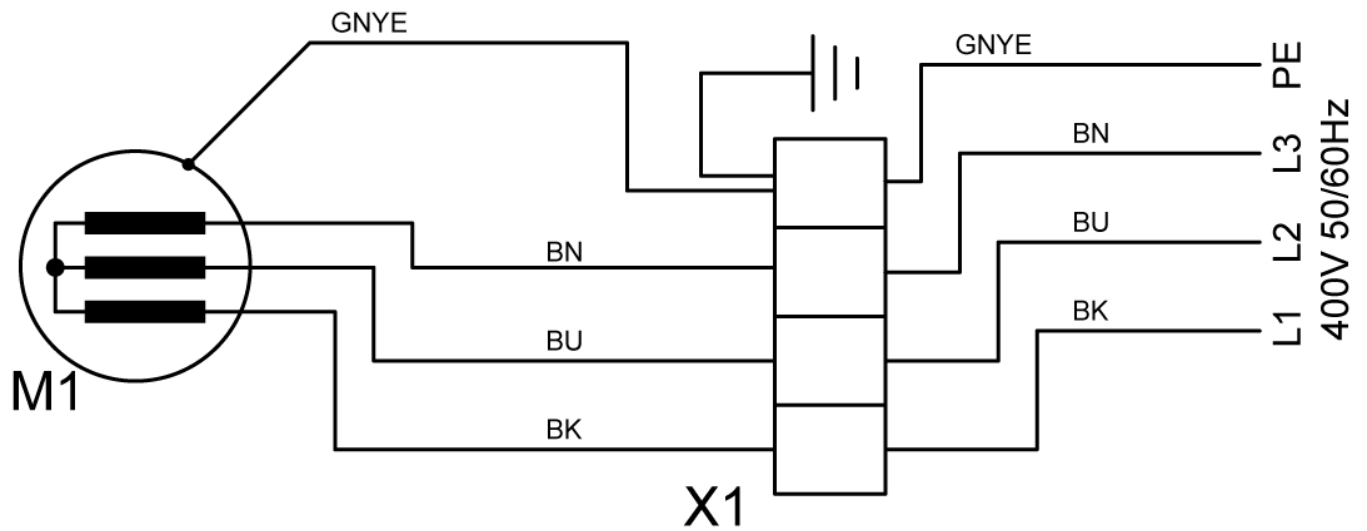 GNYE
GNYE
PE
BN
L3
BU
L2
BK
L1
400V 50/60Hz
BN
BU
BK
M1
X1